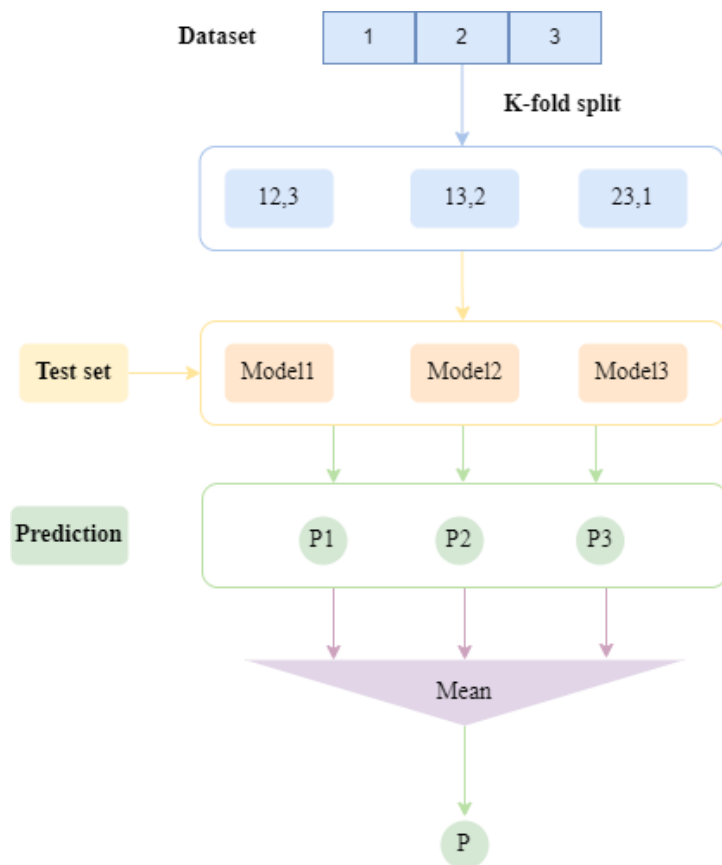 Dataset 1 2 3
K-fold split
12,3 13,2 23,1
Test set Model1 Model2 Model3
Prediction P1 P2 P3
Mean
P